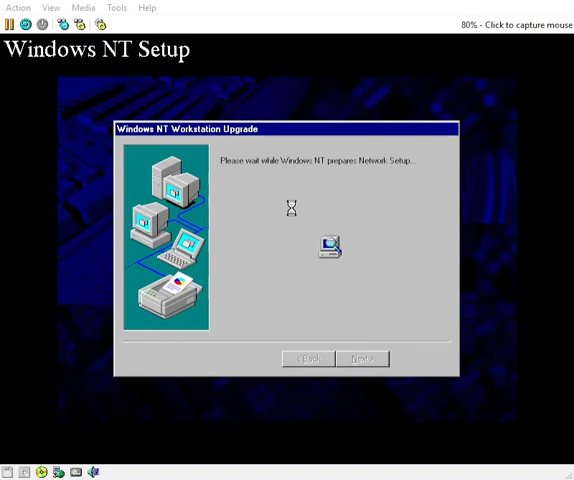 Action View Media Tools Help
80% - Click to capture mouse
Windows NT Setup
Windows NT Workstation Upgrade
Please wait while Windows NT prepares Network Setup...
< Back Next >